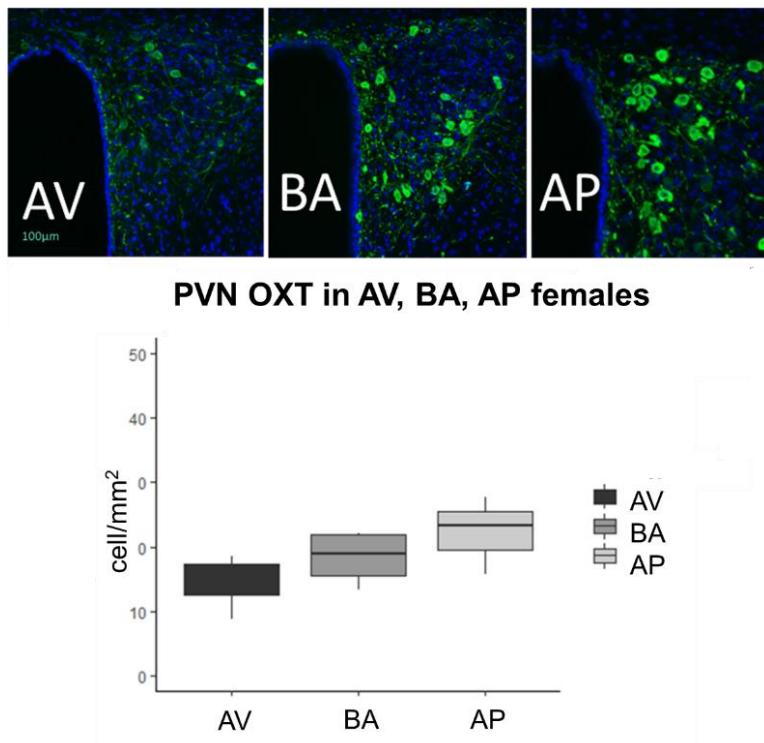 AV
BA
AP
100μm
PVN OXT in AV, BA, AP females
50
40
0
0
10
0
cell/mm²
AV
BA
AP
AV
BA
AP